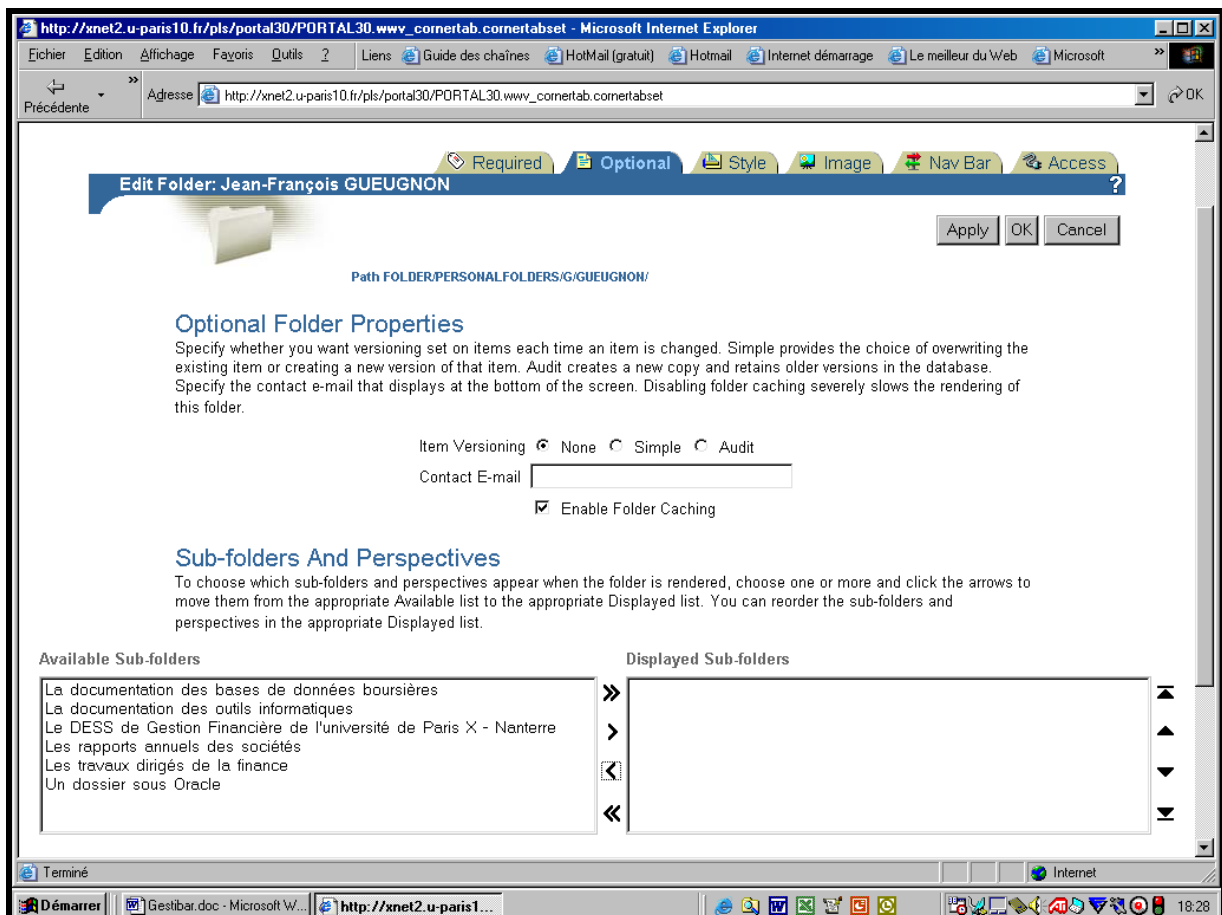 http://xnet2.u-paris10.fr/pls/portal30/PORTAL30.wwv_cornertab.cornertabset - Microsoft Internet Explorer
Fichier Edition Affichage Favoris Outils ? Liens Guide des chaînes HotMail (gratuit) Hotmail Internet démarrage Le meilleur du Web Microsoft »
Précédente » Adresse http://xnet2.u-paris10.fr/pls/portal30/PORTAL30.wwv_cornertab.cornertabset OK
Required Optional Style Image Nav Bar Access
Edit Folder: Jean-François GUEUGNON ?
Apply OK Cancel
Path FOLDER/PERSONALFOLDERS/G/GUEUGNON/
Optional Folder Properties
Specify whether you want versioning set on items each time an item is changed. Simple provides the choice of overwriting the
existing item or creating a new version of that item. Audit creates a new copy and retains older versions in the database.
Specify the contact e-mail that displays at the bottom of the screen. Disabling folder caching severely slows the rendering of
this folder.
Item Versioning None Simple Audit
Contact E-mail
Enable Folder Caching
Sub-folders And Perspectives
To choose which sub-folders and perspectives appear when the folder is rendered, choose one or more and click the arrows to
move them from the appropriate Available list to the appropriate Displayed list. You can reorder the sub-folders and
perspectives in the appropriate Displayed list.
Available Sub-folders Displayed Sub-folders
La documentation des bases de données boursières
La documentation des outils informatiques
Le DESS de Gestion Financière de l'université de Paris X - Nanterre
Les rapports annuels des sociétés
Les travaux dirigés de la finance
Un dossier sous Oracle
Terminé Internet
Démarrer Gestibar.doc - Microsoft W... http://xnet2.u-paris1... 18:28